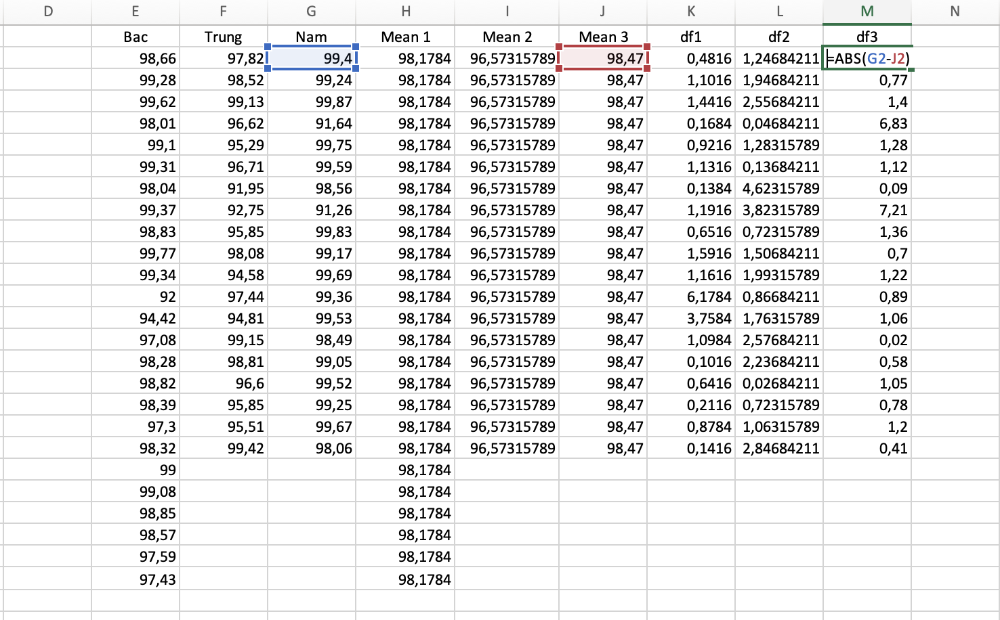 D E F G H I J K L M N
Bac Trung Nam Mean 1 Mean 2 Mean 3 df1 df2 df3
98,66 97,82 99,4 98,1784 96,57315789 98,47 0,4816 1,24684211 =ABS(G2-J2)
99,28 98,52 99,24 98,1784 96,57315789 98,47 1,1016 1,94684211 0,77
99,62 99,13 99,87 98,1784 96,57315789 98,47 1,4416 2,55684211 1,4
98,01 96,62 91,64 98,1784 96,57315789 98,47 0,1684 0,04684211 6,83
99,1 95,29 99,75 98,1784 96,57315789 98,47 0,9216 1,28315789 1,28
99,31 96,71 99,59 98,1784 96,57315789 98,47 1,1316 0,13684211 1,12
98,04 91,95 98,56 98,1784 96,57315789 98,47 0,1384 4,62315789 0,09
99,37 92,75 91,26 98,1784 96,57315789 98,47 1,1916 3,82315789 7,21
98,83 95,85 99,83 98,1784 96,57315789 98,47 0,6516 0,72315789 1,36
99,77 98,08 99,17 98,1784 96,57315789 98,47 1,5916 1,50684211 0,7
99,34 94,58 99,69 98,1784 96,57315789 98,47 1,1616 1,99315789 1,22
92 97,44 99,36 98,1784 96,57315789 98,47 6,1784 0,86684211 0,89
94,42 94,81 99,53 98,1784 96,57315789 98,47 3,7584 1,76315789 1,06
97,08 99,15 98,49 98,1784 96,57315789 98,47 1,0984 2,57684211 0,02
98,28 98,81 99,05 98,1784 96,57315789 98,47 0,1016 2,23684211 0,58
98,82 96,6 99,52 98,1784 96,57315789 98,47 0,6416 0,02684211 1,05
98,39 95,85 99,25 98,1784 96,57315789 98,47 0,2116 0,72315789 0,78
97,3 95,51 99,67 98,1784 96,57315789 98,47 0,8784 1,06315789 1,2
98,32 99,42 98,06 98,1784 96,57315789 98,47 0,1416 2,84684211 0,41
99 98,1784
99,08 98,1784
98,85 98,1784
98,57 98,1784
97,59 98,1784
97,43 98,1784